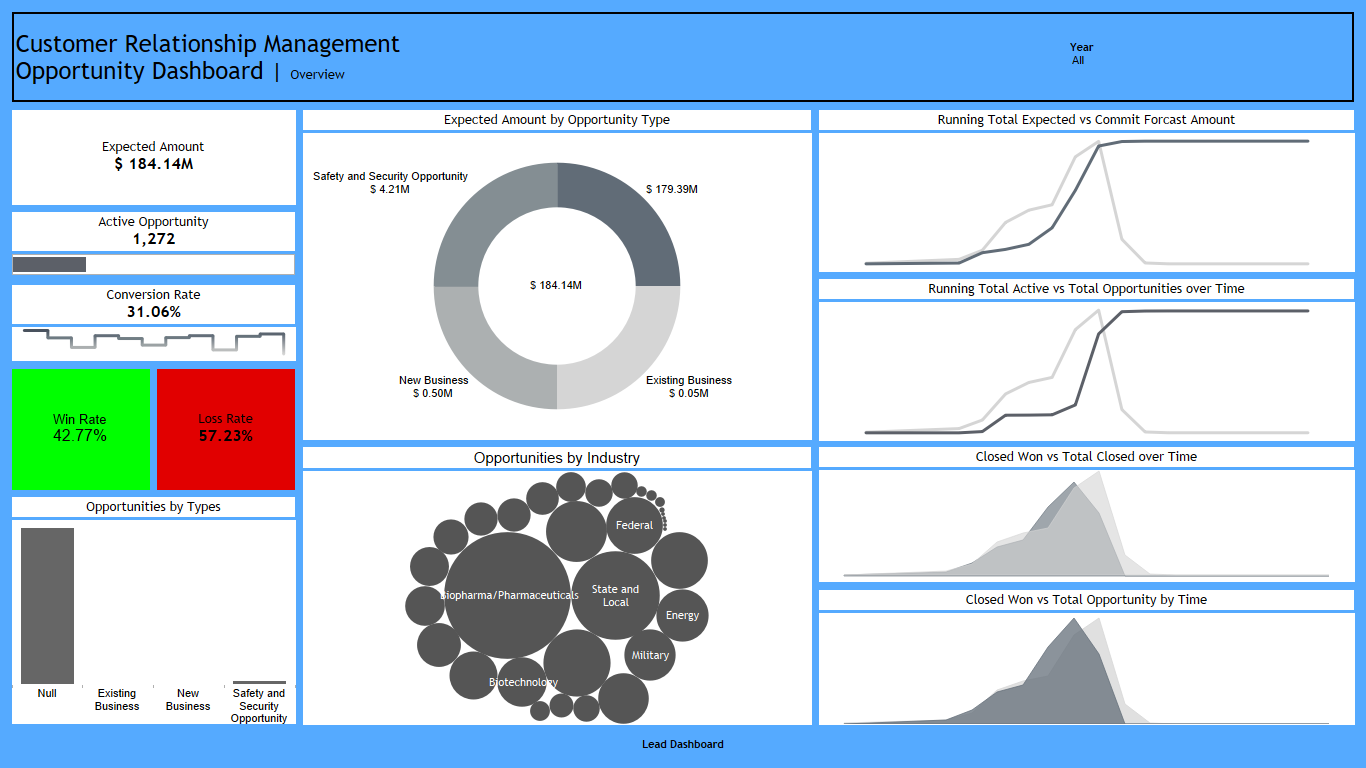 Customer Relationship Management
Opportunity Dashboard | Overview
Year
All
Expected Amount
$ 184.14M
Active Opportunity
1,272
Conversion Rate
31.06%
Win Rate
42.77%
Loss Rate
57.23%
Opportunities by Types
Null
Existing
Business
New
Business
Safety and
Security
Opportunity
Expected Amount by Opportunity Type
Safety and Security Opportunity
$ 4.21M
$ 179.39M
$ 184.14M
New Business
$ 0.50M
Existing Business
$ 0.05M
Opportunities by Industry
Federal
Biopharma/Pharmaceuticals
State and
Local
Energy
Military
Biotechnology
Running Total Expected vs Commit Forcast Amount
Running Total Active vs Total Opportunities over Time
Closed Won vs Total Closed over Time
Closed Won vs Total Opportunity by Time
Lead Dashboard